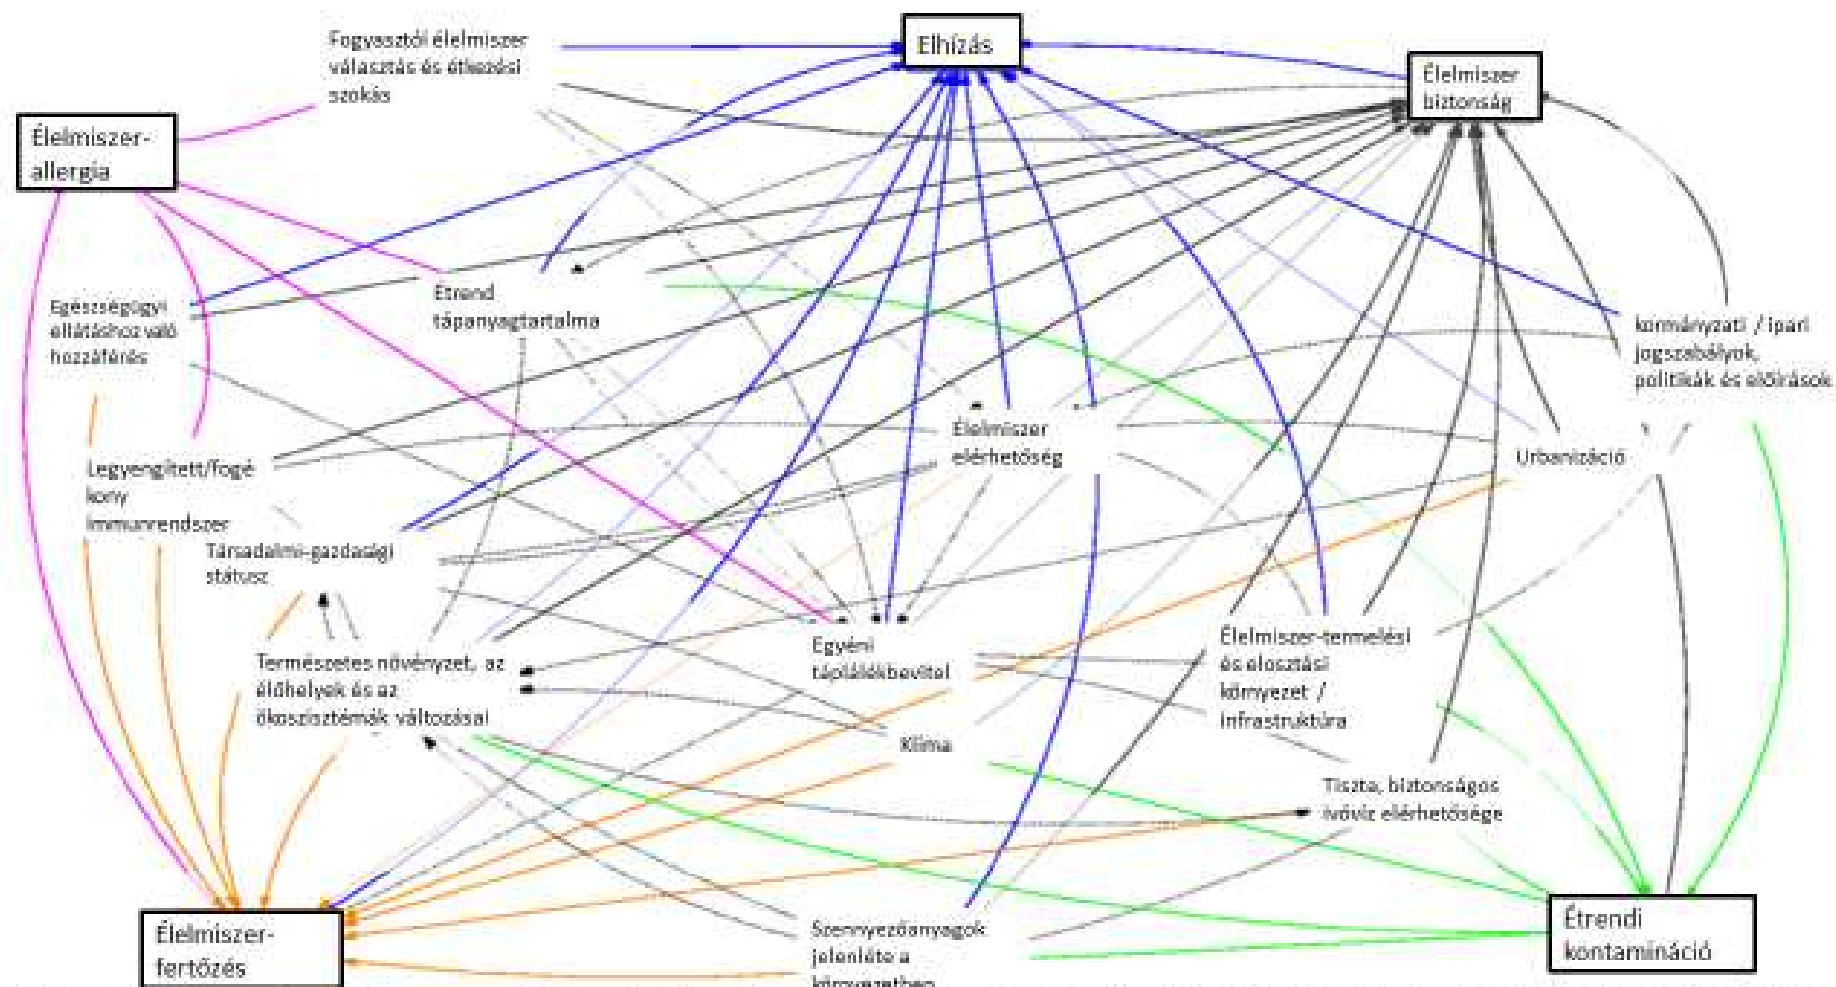 Fogyasztói élelmiszer
választás és étkezési
szokás
Elhízás
Élelmiszer
biztonság
Élelmiszer-
allergia
Egészségügyi
ellátáshoz való
hozzáférés
Étrend
tápanyagtartalma
kormányzati / ipari
jogszabályok,
politikák és előírások
Élelmiszer
elérhetőség
Urbanizáció
Legyengített/fogé
kony
immunrendszer
Társadalmi-gazdasági
státusz
Természetes növényzet, az
élőhelyek és az
ökoszisztémák változásai
Egyéni
táplálékbevitel
Élelmiszer-termelési
és elosztási
környezet /
infrastruktúra
Klíma
Tiszta, biztonságos
ivóvíz elérhetősége
Élelmiszer-
fertőzés
Szennyezőanyagok
jelenléte a
környezetben
Étrendi
kontamináció